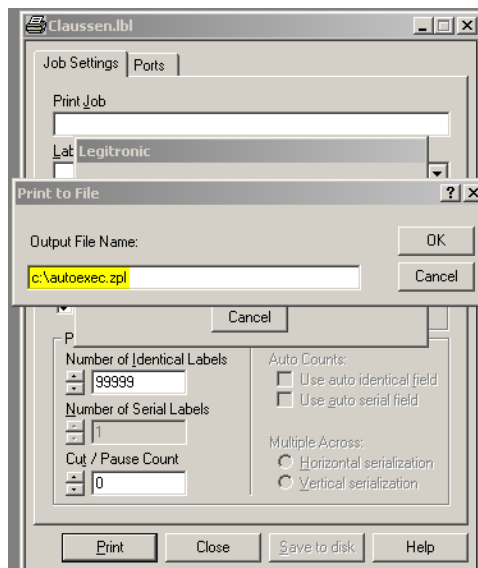 Claussen.lbl
Job Settings Ports
Print Job
Legitronic
Print to File
Output File Name:
OK
c:\autoexec.zpl
Cancel
Cancel
Number of Identical Labels
99999
Number of Serial Labels
1
Cut / Pause Count
0
Auto Counts:
Use auto identical field
Use auto serial field
Multiple Across:
Horizontal serialization
Vertical serialization
Print Close Save to disk Help